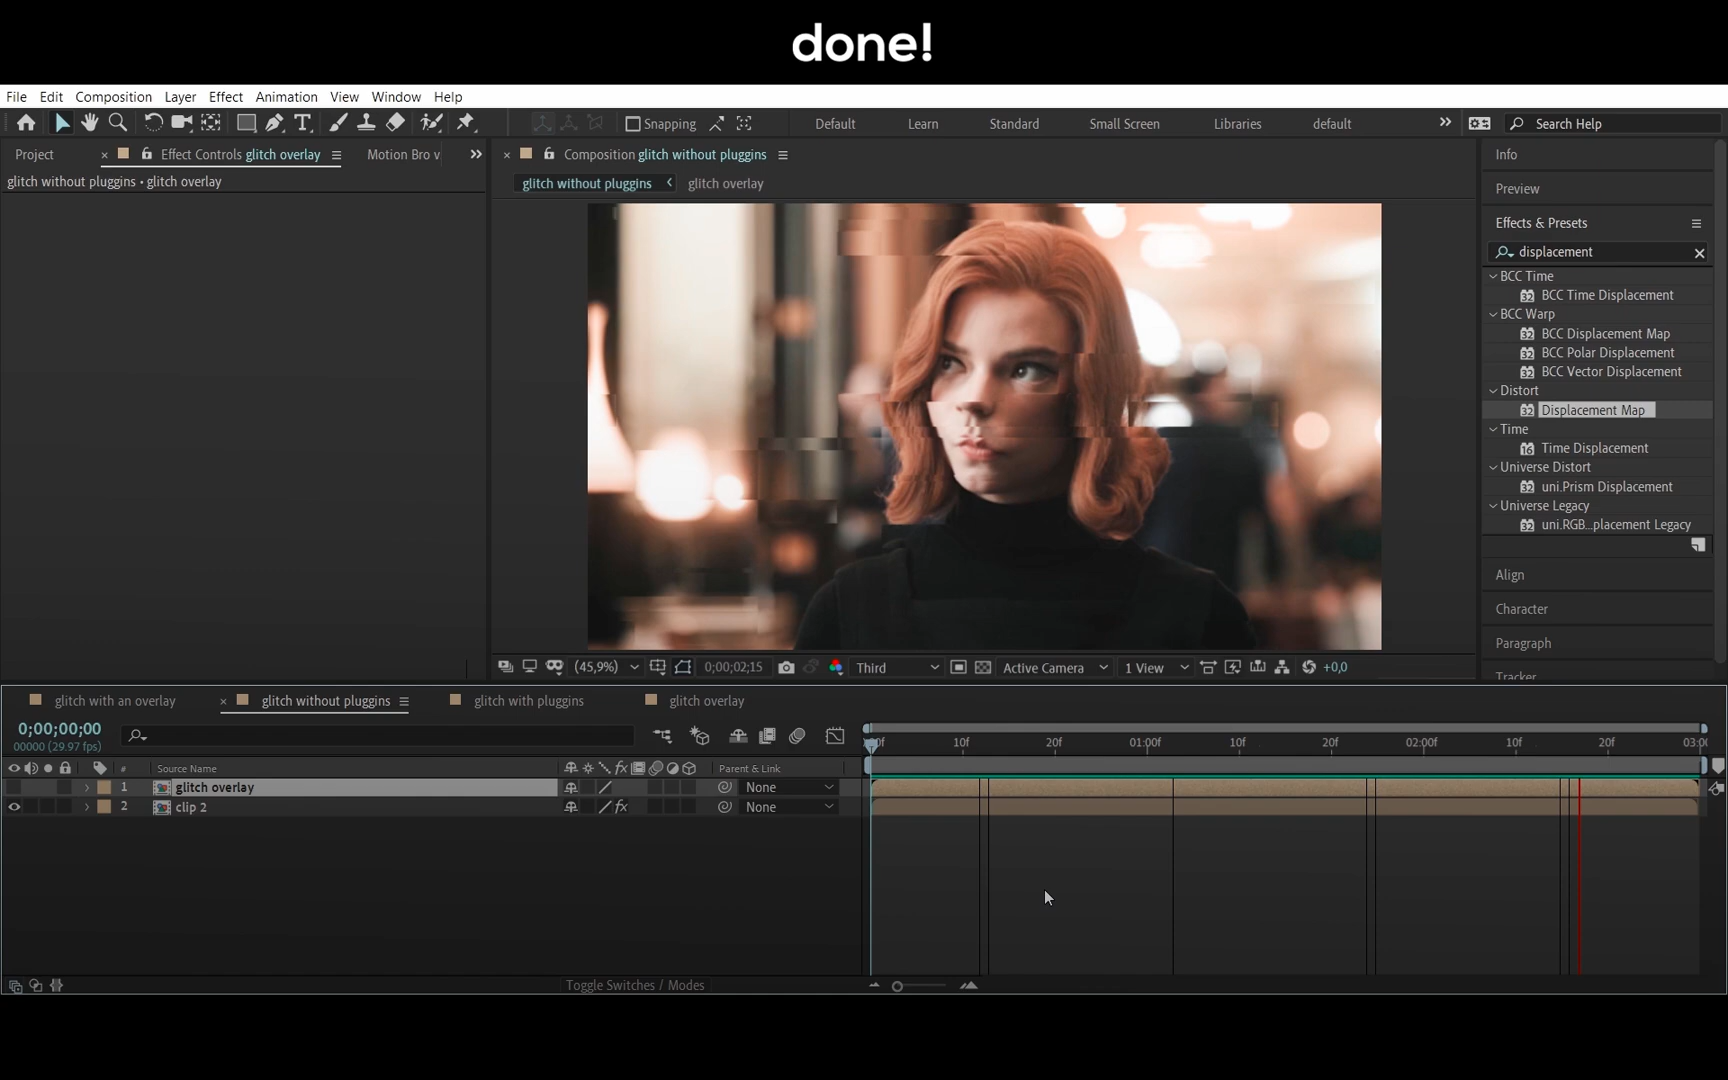 done!
File Edit Composition Layer Effect Animation View Window Help
Snapping Default Learn Standard Small Screen Libraries default Search Help
Project Effect Controls glitch overlay Motion Bro v
glitch without pluggins • glitch overlay
Composition glitch without pluggins
glitch without pluggins glitch overlay
Info
Preview
Effects & Presets
displacement
BCC Time
BCC Time Displacement
BCC Warp
BCC Displacement Map
BCC Polar Displacement
BCC Vector Displacement
Distort
Displacement Map
Time
Time Displacement
Universe Distort
uni.Prism Displacement
Universe Legacy
uni.RGB...placement Legacy
Align
Character
Paragraph
Tracker
(45,9%) 0;00;02;15 Third Active Camera 1 View +0,0
glitch with an overlay glitch without pluggins glitch with pluggins glitch overlay
0;00;00;00
00000 (29.97 fps)
10f 20f 01:00f 10f 20f 02:00f 10f 20f
# Source Name Parent & Link
1 glitch overlay None
2 clip 2 fx None
Toggle Switches / Modes